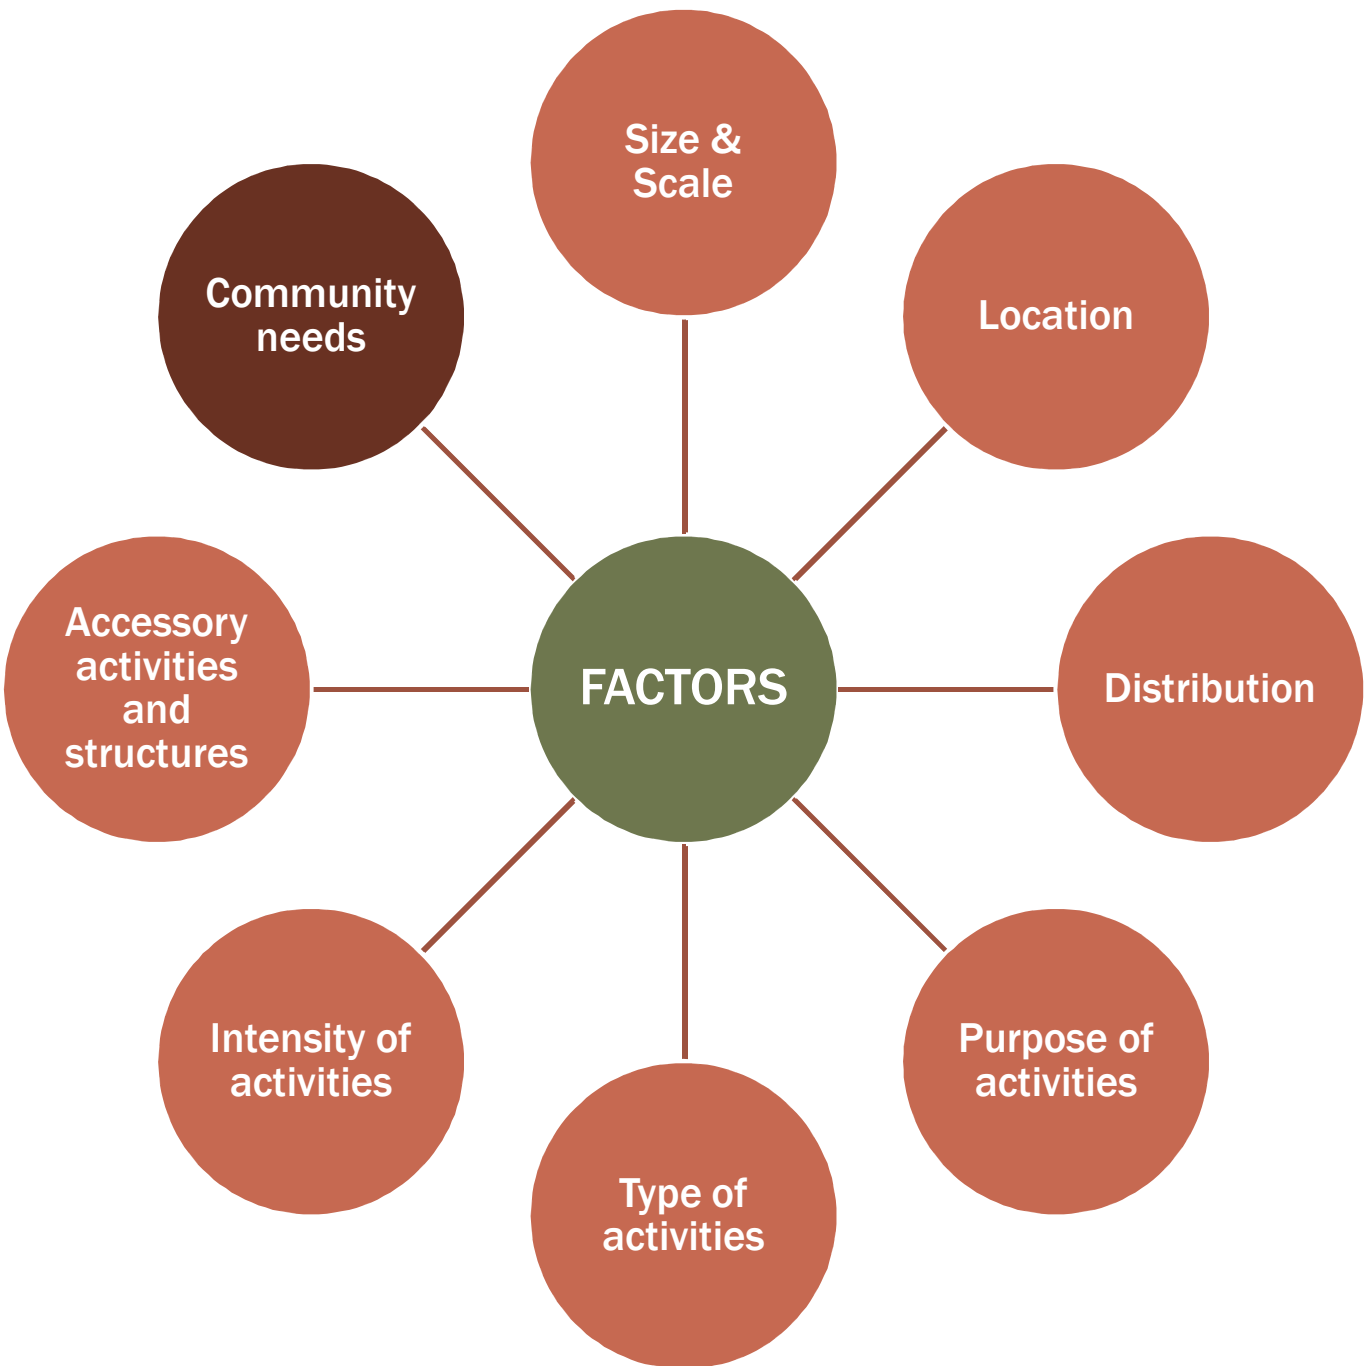 Size &
Scale
Community
needs
Location
Accessory
activities
and
structures
FACTORS
Distribution
Intensity of
activities
Purpose of
activities
Type of
activities